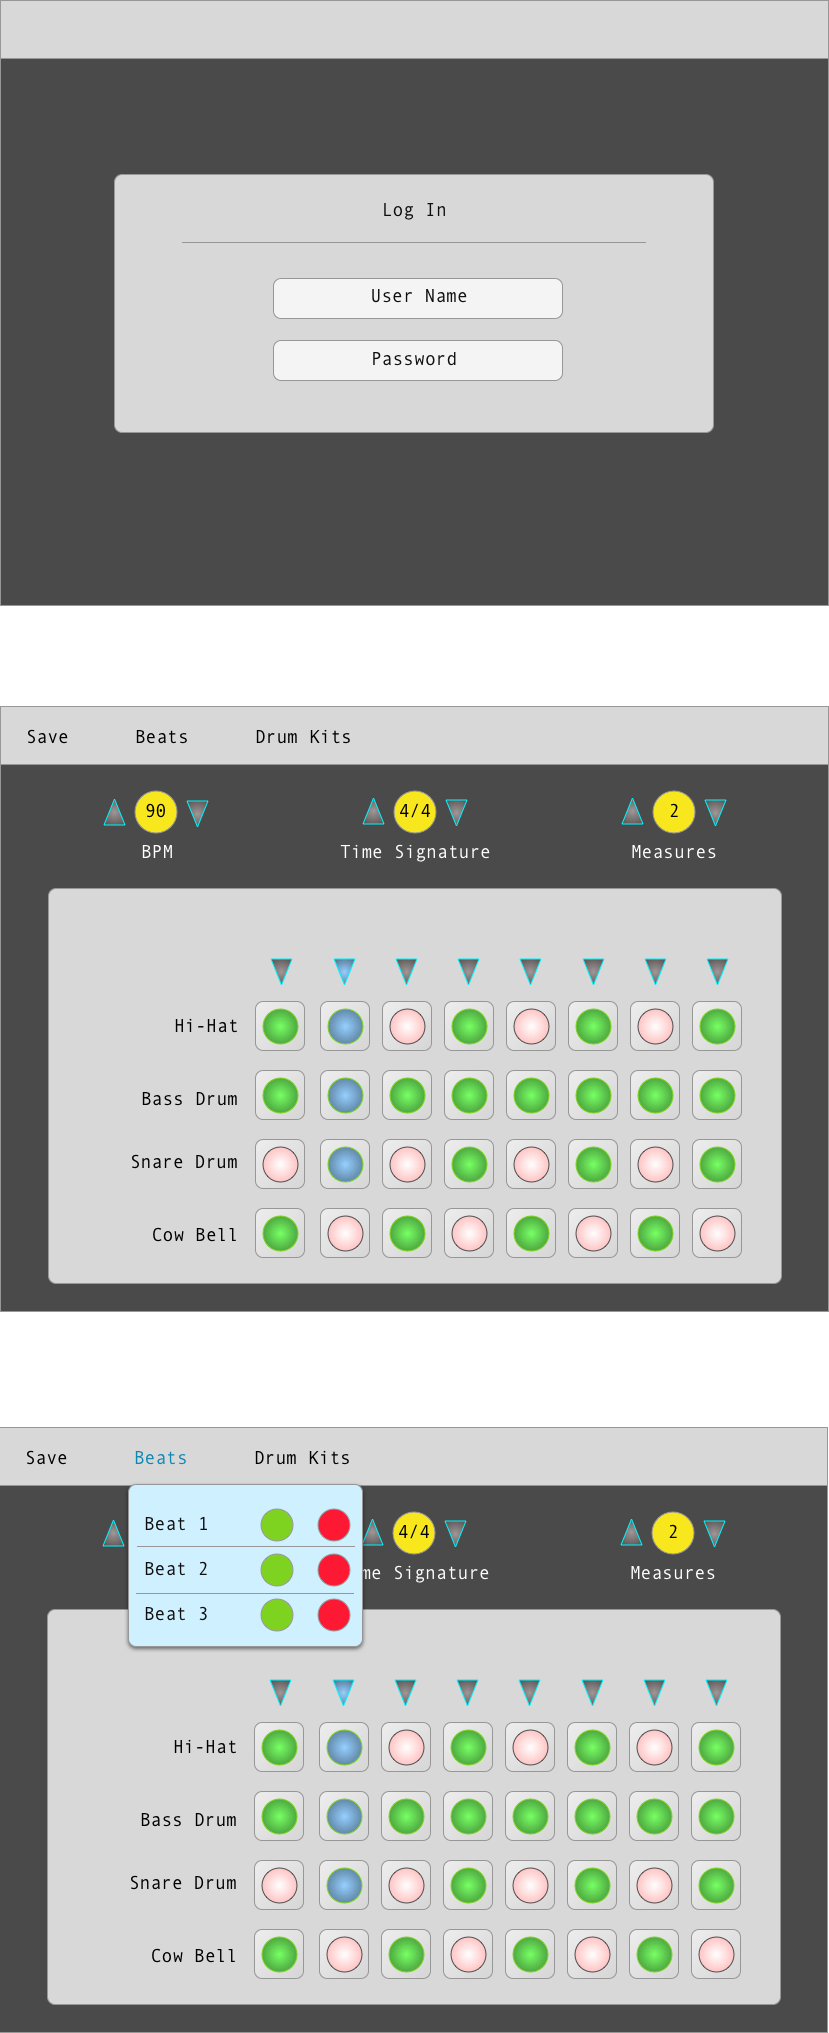 Log In
User Name
Password
Save Beats Drum Kits
90 4/4 2
BPM Time Signature Measures
Hi-Hat
Bass Drum
Snare Drum
Cow Bell
Save Beats Drum Kits
Beat 1
4/4 2
Beat 2
me Signature Measures
Beat 3
Hi-Hat
Bass Drum
Snare Drum
Cow Bell